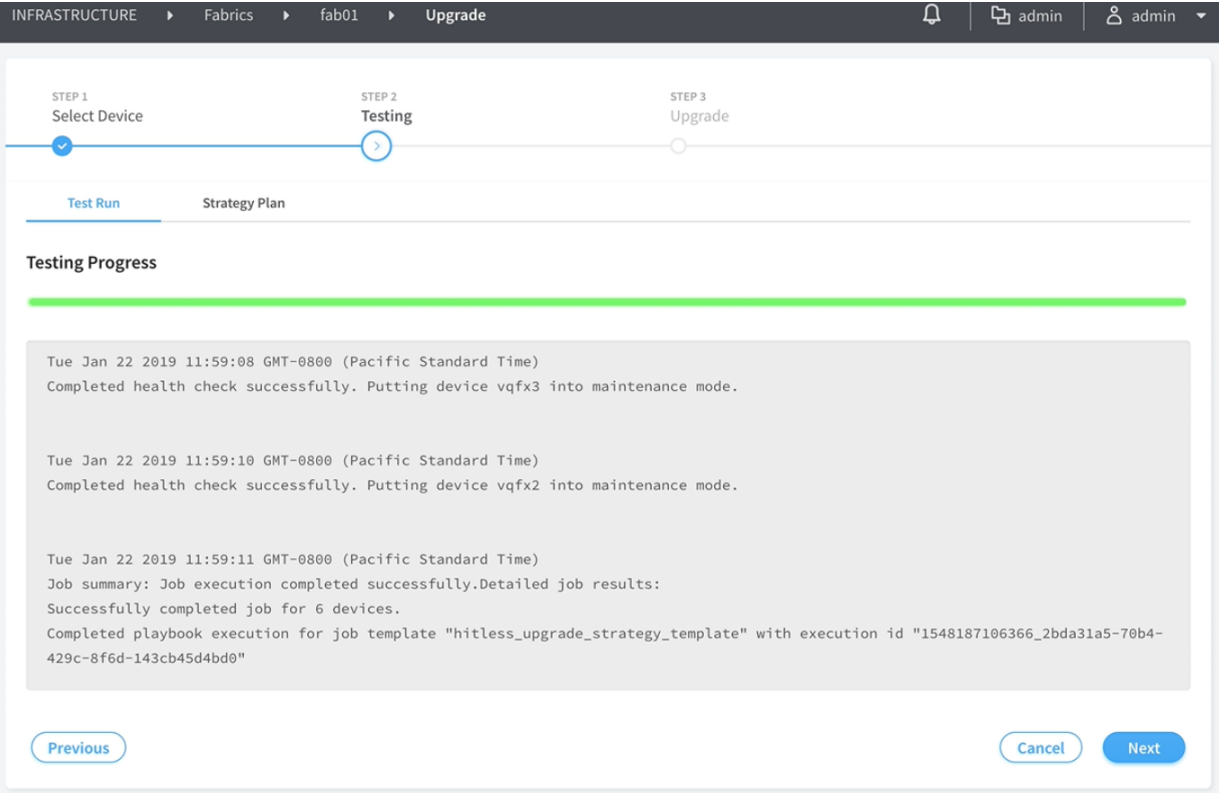 INFRASTRUCTURE Fabrics fab01 Upgrade admin admin
STEP 1 STEP 2 STEP 3
Select Device Testing Upgrade
Test Run Strategy Plan
Testing Progress
Tue Jan 22 2019 11:59:08 GMT-0800 (Pacific Standard Time)
Completed health check successfully. Putting device vqfx3 into maintenance mode.
Tue Jan 22 2019 11:59:10 GMT-0800 (Pacific Standard Time)
Completed health check successfully. Putting device vqfx2 into maintenance mode.
Tue Jan 22 2019 11:59:11 GMT-0800 (Pacific Standard Time)
Job summary: Job execution completed successfully.Detailed job results:
Successfully completed job for 6 devices.
Completed playbook execution for job template "hitless_upgrade_strategy_template" with execution id "1548187106366_2bda31a5-70b4-
429c-8f6d-143cb45d4bd0"
Previous Cancel Next